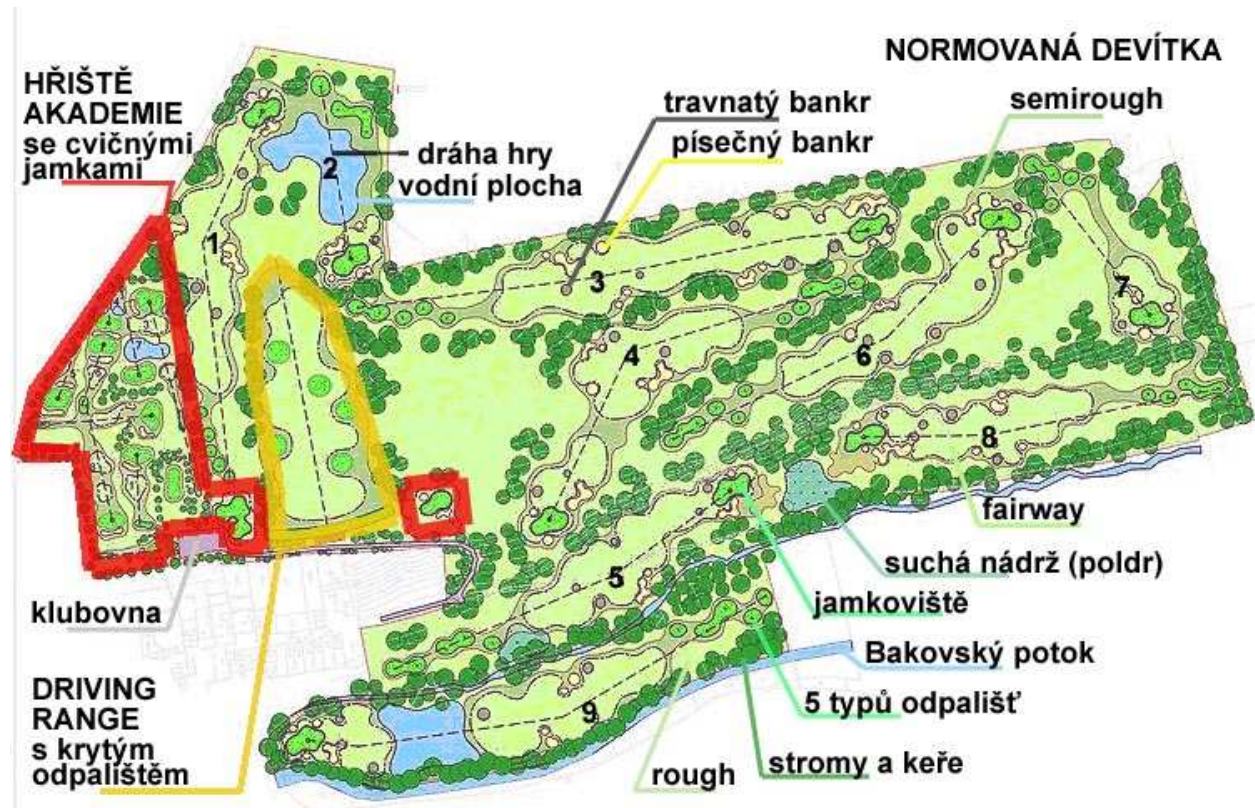 NORMOVANÁ DEVÍTKA
HŘIŠTĚ
AKADEMIE
se cvičnými
jamkami
travnatý bankr
písečný bankr
semirough
dráha hry
vodní plocha
1
2
3
4
5
6
7
8
9
fairway
suchá nádrž (poldr)
jamkoviště
klubovna
Bakovský potok
DRIVING
RANGE
s krytým
odpalištěm
5 typů odpališť
rough
stromy a keře